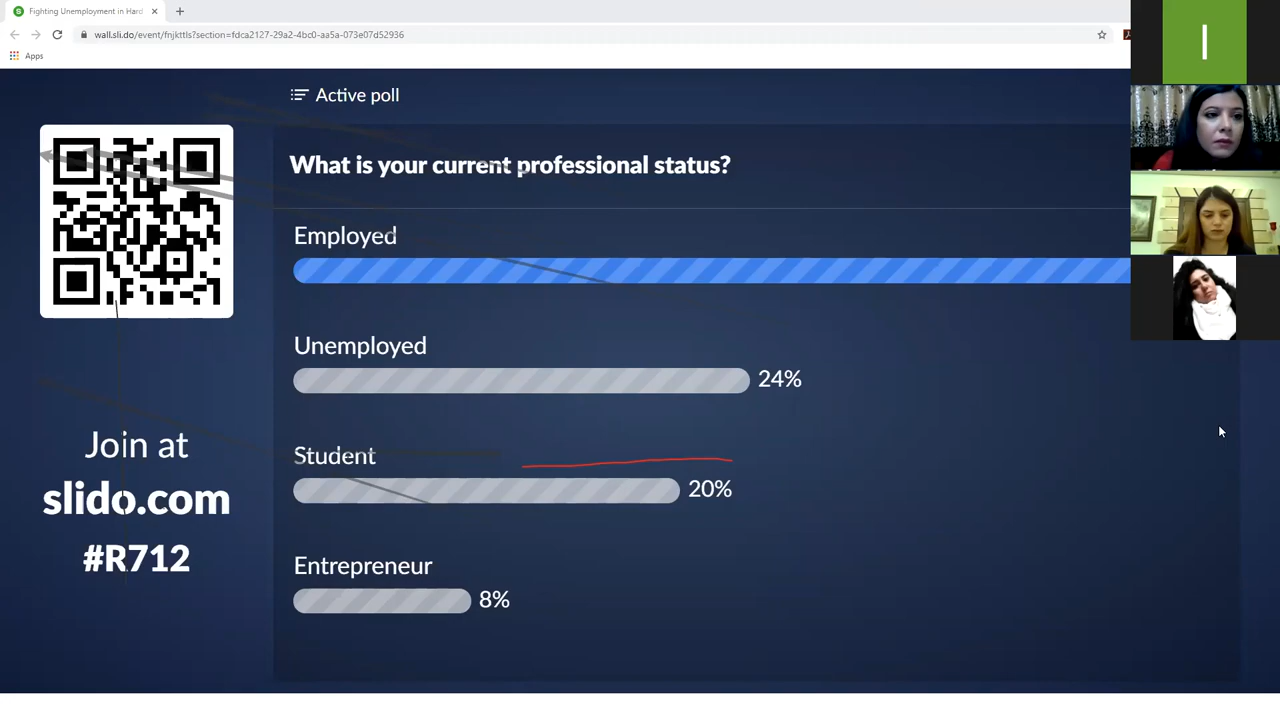 Fighting Unemployment in Hard
wall.sli.do/event/fnjkttls?section=fdca2127-29a2-4bc0-aa5a-073e07d52936
Apps
Active poll
What is your current professional status?
Employed
Unemployed
24%
Student
20%
Entrepreneur
8%
Join at
slido.com
#R712
I